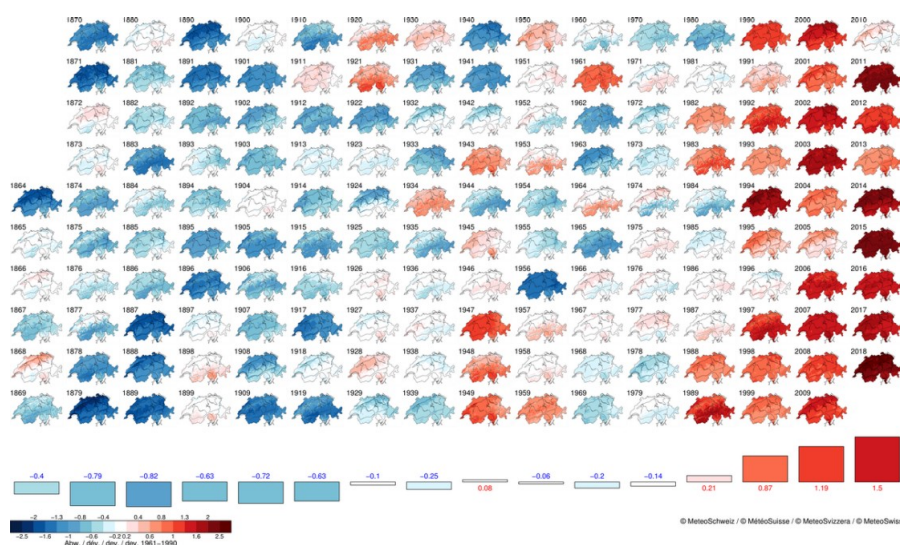 1870 1880 1890 1900 1910 1920 1930 1940 1950 1960 1970 1980 1990 2000 2010
1871 1881 1891 1901 1911 1921 1931 1941 1951 1961 1971 1981 1991 2001 2011
1872 1882 1892 1902 1912 1922 1932 1942 1952 1962 1972 1982 1992 2002 2012
1873 1883 1893 1903 1913 1923 1933 1943 1953 1963 1973 1983 1993 2003 2013
1864 1874 1884 1894 1904 1914 1924 1934 1944 1954 1964 1974 1984 1994 2004 2014
1865 1875 1885 1895 1905 1915 1925 1935 1945 1955 1965 1975 1985 1995 2005 2015
1866 1876 1886 1896 1906 1916 1926 1936 1946 1956 1966 1976 1986 1996 2006 2016
1867 1877 1887 1897 1907 1917 1927 1937 1947 1957 1967 1977 1987 1997 2007 2017
1868 1878 1888 1898 1908 1918 1928 1938 1948 1958 1968 1978 1988 1998 2008 2018
1869 1879 1889 1899 1909 1919 1929 1939 1949 1959 1969 1979 1989 1999 2009
−0.4 −0.79 −0.82 −0.63 −0.72 −0.63 −0.1 −0.25 0.08 −0.06 −0.2 −0.14 0.21 0.87 1.19 1.5
−2 −1.3 −0.8 −0.4 0.4 0.8 1.3 2
−2.5 −1.6 −1 −0.6 −0.2 0.2 0.6 1 1.6 2.5
Abw. / dév. / dev. / dev. 1961−1990
© MeteoSchweiz / © MétéoSuisse / © MeteoSvizzera / © MeteoSwiss